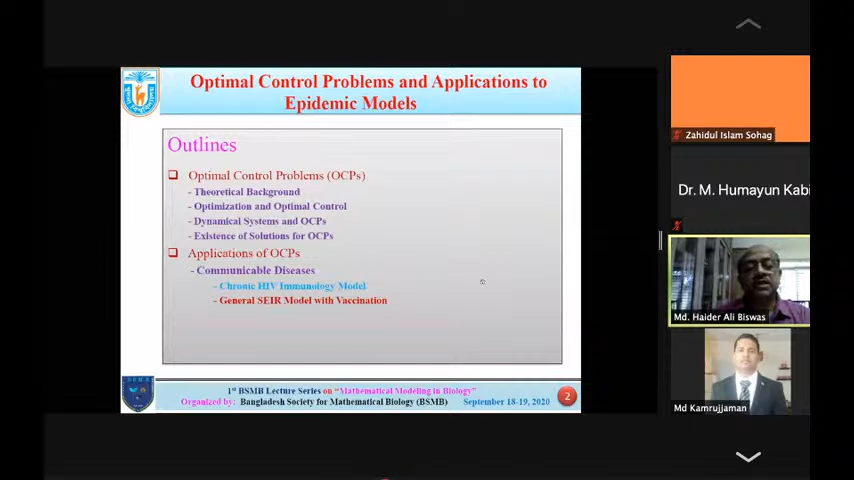 Optimal Control Problems and Applications to
Epidemic Models
Outlines
Optimal Control Problems (OCPs)
- Theoretical Background
- Optimization and Optimal Control
- Dynamical Systems and OCPs
- Existence of Solutions for OCPs
Applications of OCPs
- Communicable Diseases
- Chronic HIV Immunology Model
- General SEIR Model with Vaccination
1st BSMB Lecture Series on "Mathematical Modeling in Biology"
Organized by: Bangladesh Society for Mathematical Biology (BSMB) September 18-19, 2020
2
Zahidul Islam Sohag
Dr. M. Humayun Kabi
Md. Haider Ali Biswas
Md Kamrujjaman